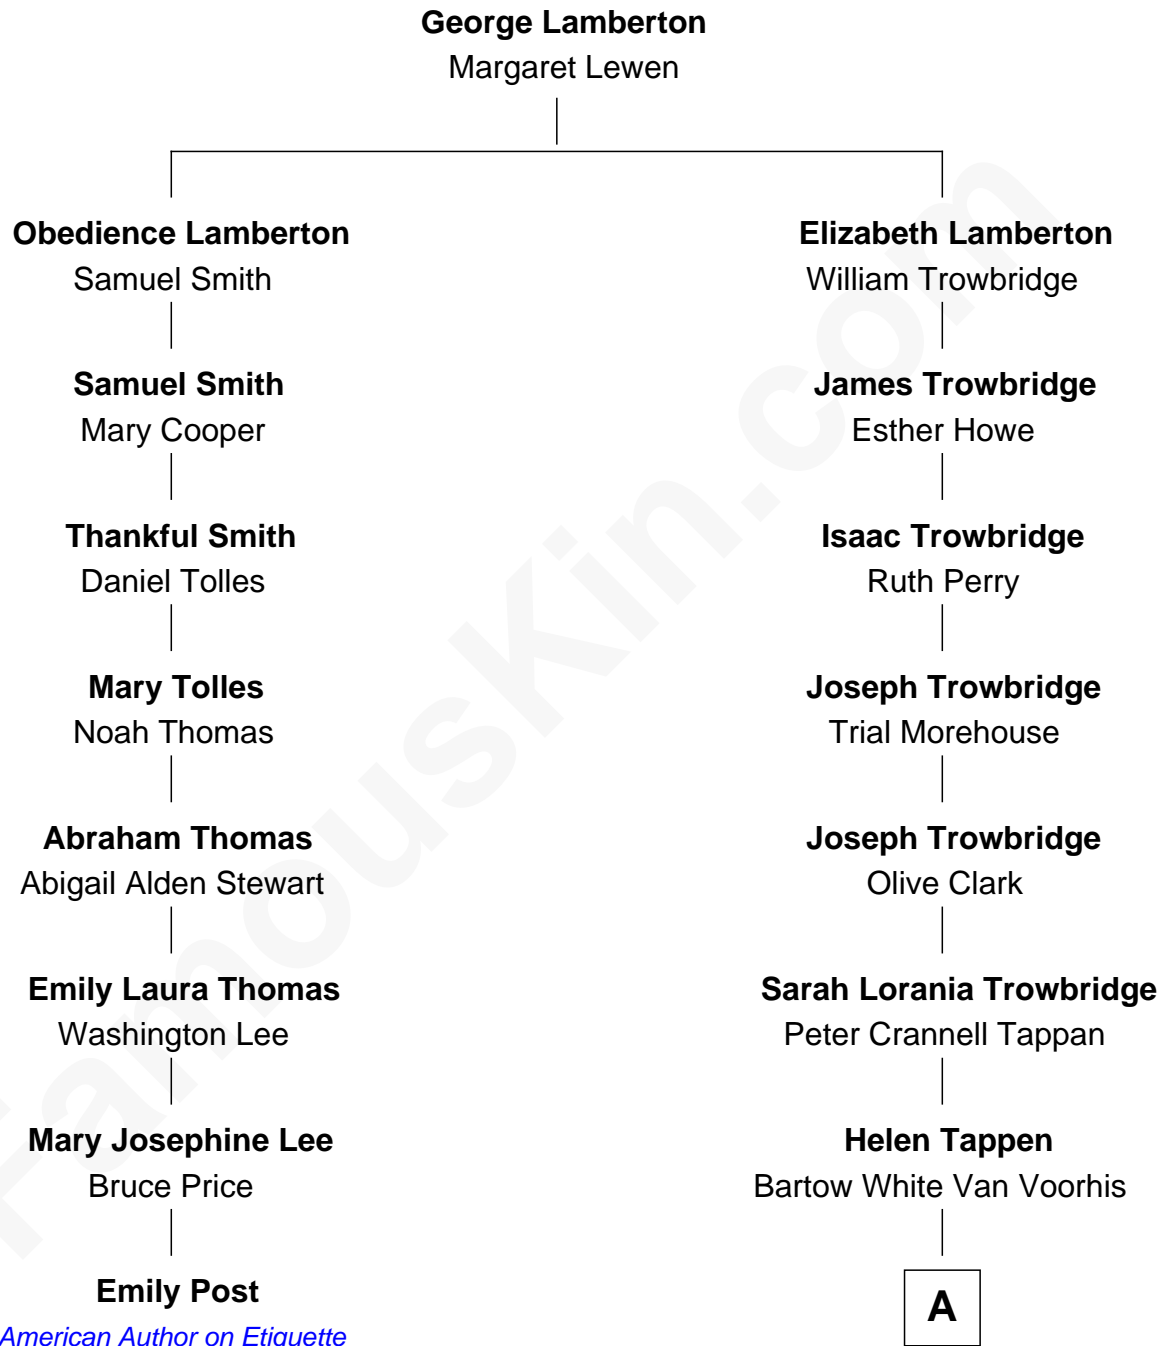 George Lamberton
Margaret Lewen
Obedience Lamberton
Samuel Smith
Elizabeth Lamberton
William Trowbridge
Samuel Smith
Mary Cooper
James Trowbridge
Esther Howe
Thankful Smith
Daniel Tolles
Isaac Trowbridge
Ruth Perry
Mary Tolles
Noah Thomas
Joseph Trowbridge
Trial Morehouse
Abraham Thomas
Abigail Alden Stewart
Joseph Trowbridge
Olive Clark
Emily Laura Thomas
Washington Lee
Sarah Lorania Trowbridge
Peter Crannell Tappan
Mary Josephine Lee
Bruce Price
Helen Tappen
Bartow White Van Voorhis
Emily Post
American Author on Etiquette
A
FamousKin.com